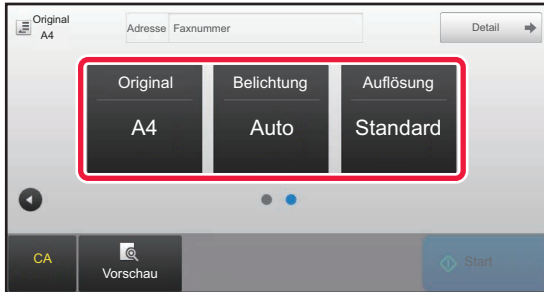 Original
A4
Adresse Faxnummer
Detail
Original Belichtung Auflösung
A4 Auto Standard
CA
Vorschau
Start